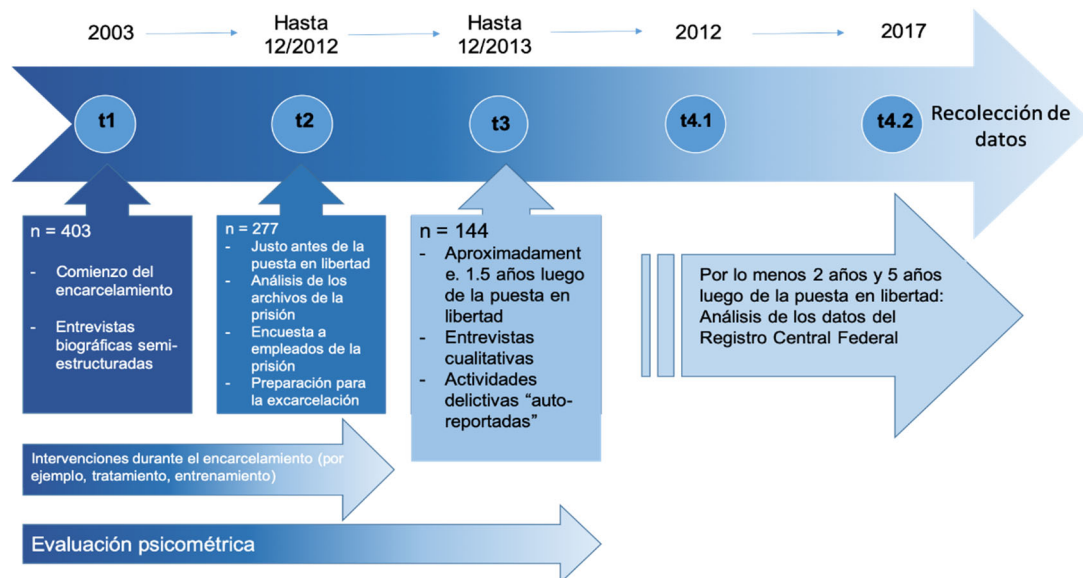 2003
Hasta
12/2012
Hasta
12/2013
2012
2017
t1
t2
t3
t4.1
t4.2
Recolección de
datos
n = 403
- Comienzo del
encarcelamiento
- Entrevistas
biográficas semi-
estructuradas
n = 277
- Justo antes de la
puesta en libertad
- Análisis de los
archivos de la
prisión
- Encuesta a
empleados de la
prisión
- Preparación para
la excarcelación
n = 144
- Aproximadament
e. 1.5 años luego
de la puesta en
libertad
- Entrevistas
cualitativas
- Actividades
delictivas “auto-
reportadas”
Por lo menos 2 años y 5 años
luego de la puesta en libertad:
Análisis de los datos del
Registro Central Federal
Intervenciones durante el encarcelamiento (por
ejemplo, tratamiento, entrenamiento)
Evaluación psicométrica